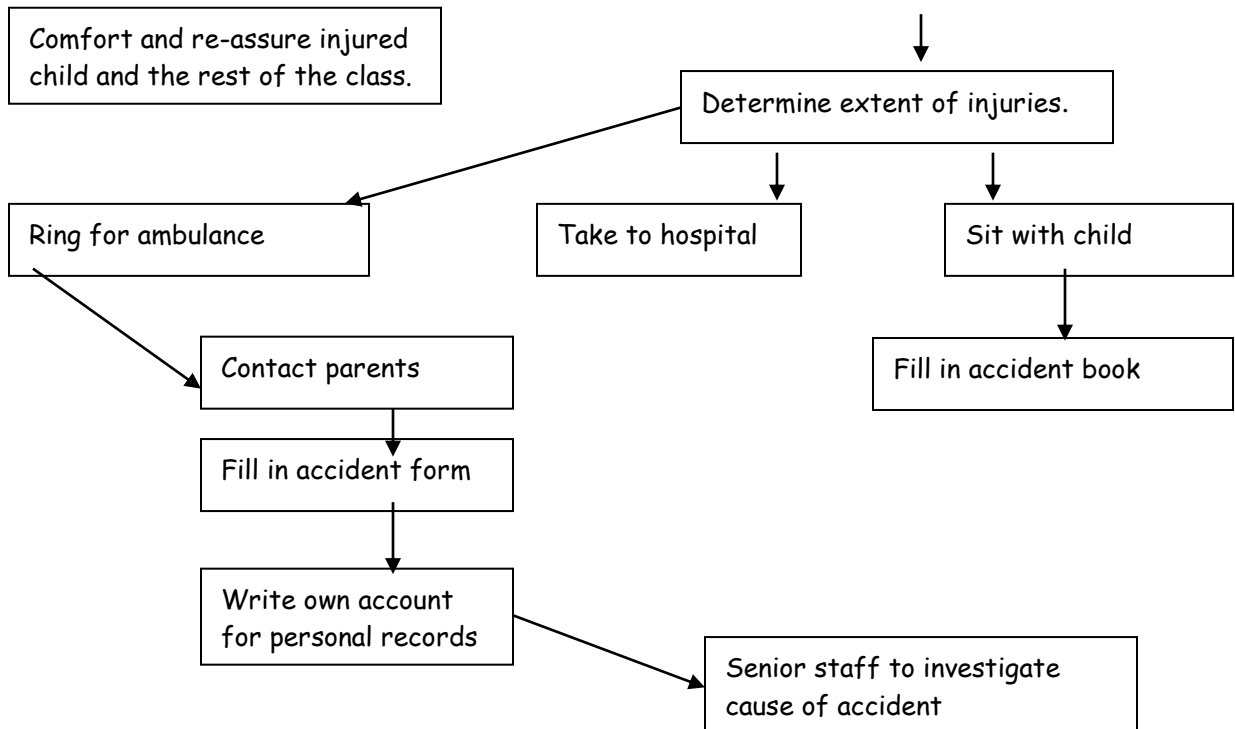 Comfort and re-assure injured
child and the rest of the class.
Determine extent of injuries.
Ring for ambulance
Take to hospital
Sit with child
Contact parents
Fill in accident book
Fill in accident form
Write own account
for personal records
Senior staff to investigate
cause of accident